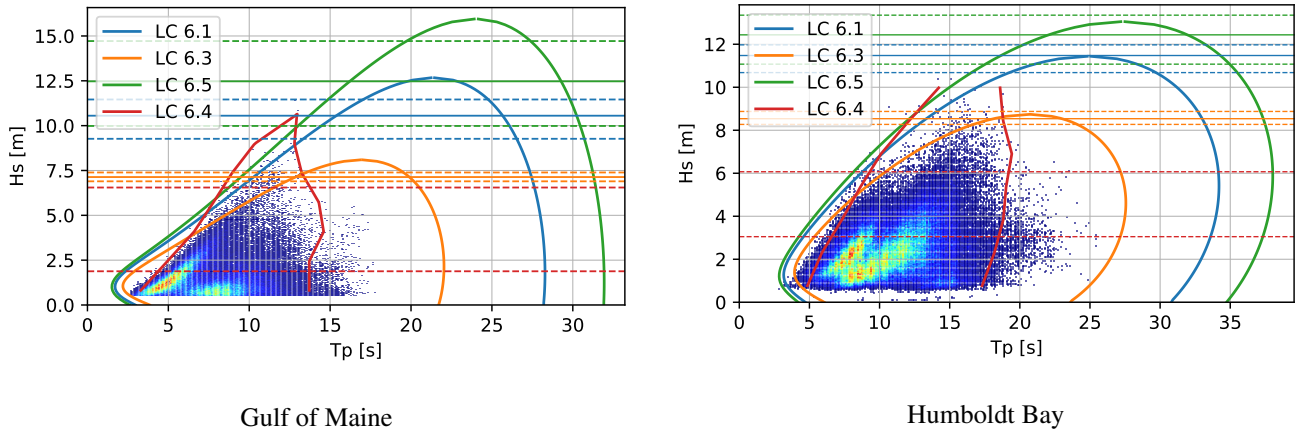 15.0
12.5
10.0
7.5
5.0
2.5
0.0
Hs [m]
LC 6.1
LC 6.3
LC 6.5
LC 6.4
0 5 10 15 20 25 30
Tp [s]
Gulf of Maine
12
10
8
6
4
2
0
Hs [m]
LC 6.1
LC 6.3
LC 6.5
LC 6.4
0 5 10 15 20 25 30 35
Tp [s]
Humboldt Bay